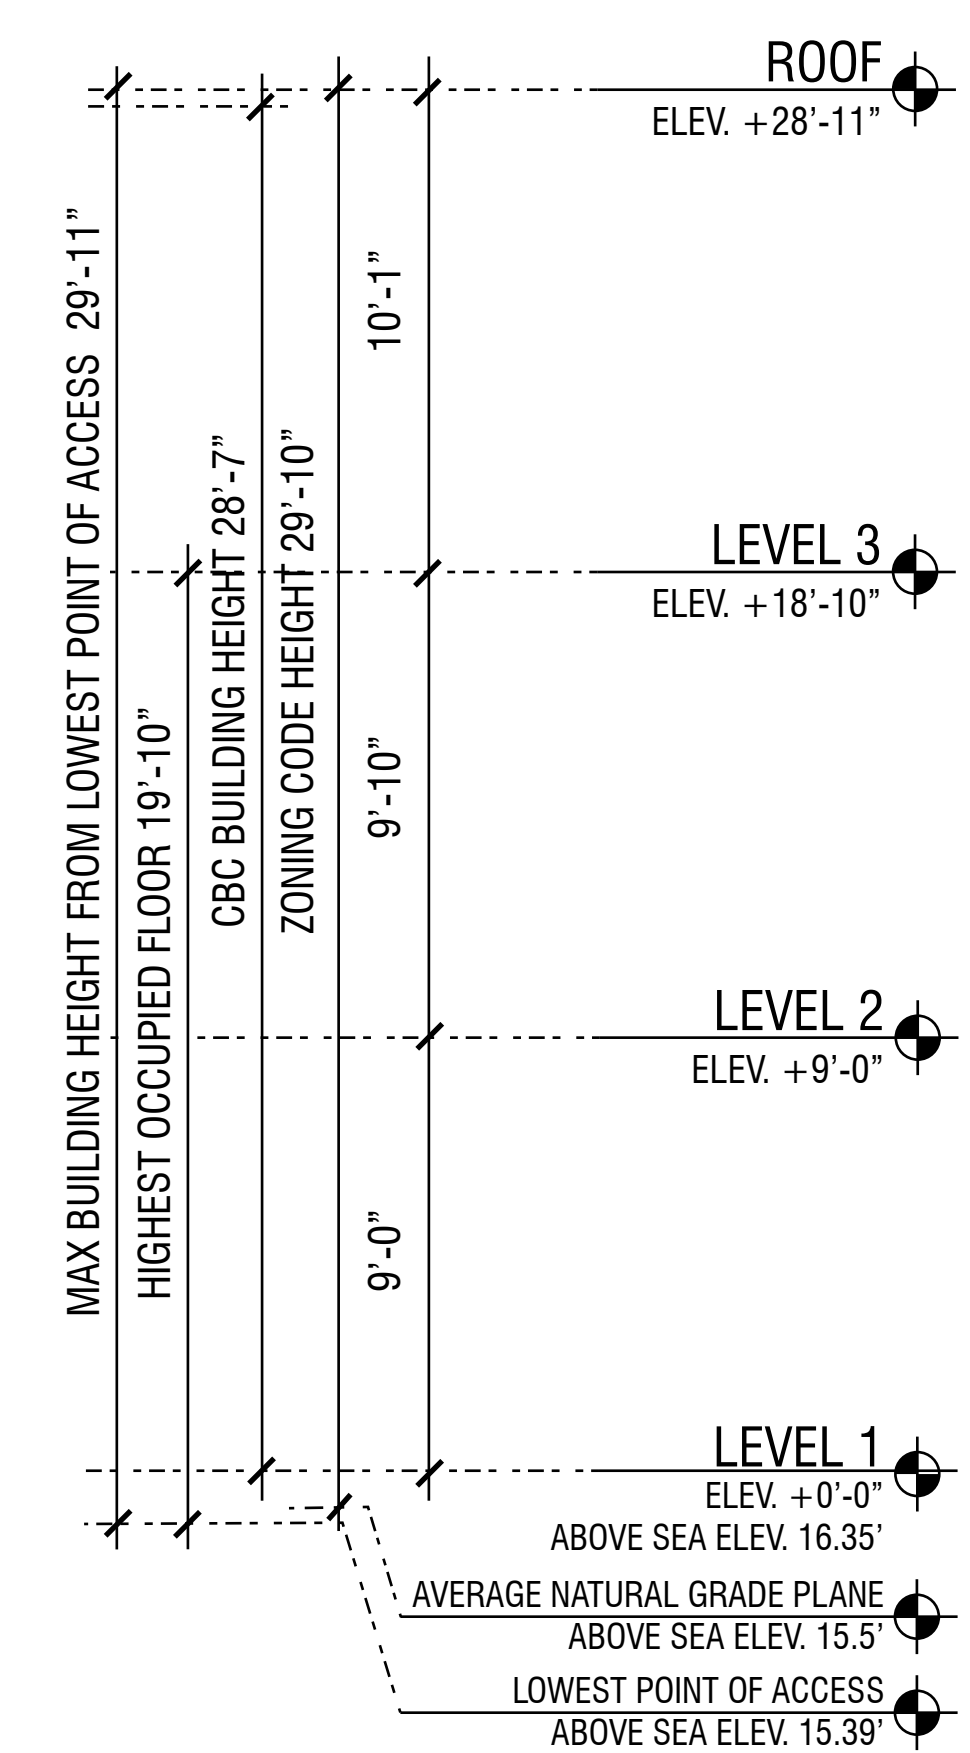 ROOF
ELEV. +28’-11”
MAX BUILDING HEIGHT FROM LOWEST POINT OF ACCESS 29’-11”
HIGHEST OCCUPIED FLOOR 19’-10”
CBC BUILDING HEIGHT 28’-7”
ZONING CODE HEIGHT 29’-10”
10’-1”
LEVEL 3
ELEV. +18’-10”
9’-10”
LEVEL 2
ELEV. +9’-0”
9’-0”
LEVEL 1
ELEV. +0’-0”
ABOVE SEA ELEV. 16.35’
AVERAGE NATURAL GRADE PLANE
ABOVE SEA ELEV. 15.5’
LOWEST POINT OF ACCESS
ABOVE SEA ELEV. 15.39’